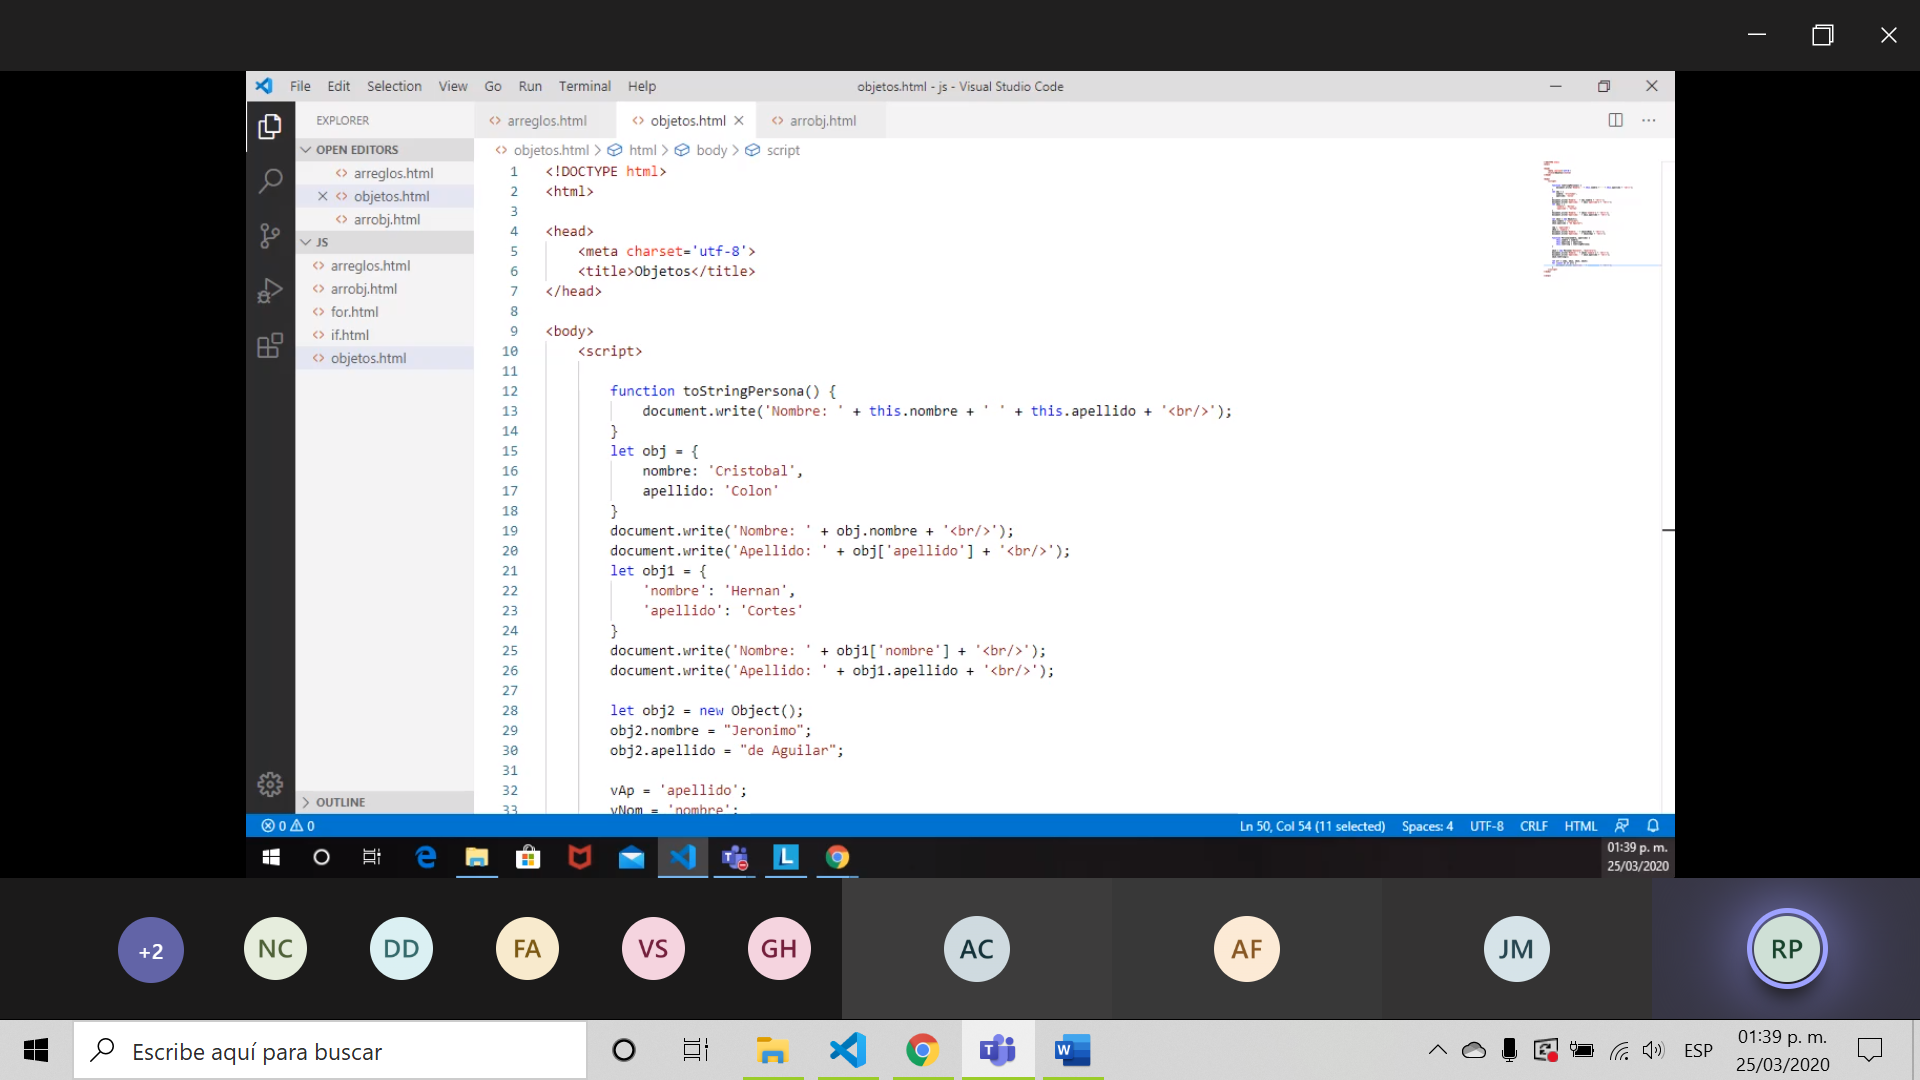 File Edit Selection View Go Run Terminal Help
objetos.html - js - Visual Studio Code
EXPLORER
arreglos.html
objetos.html
arrobj.html
OPEN EDITORS
arreglos.html
objetos.html
arrobj.html
JS
arreglos.html
arrobj.html
for.html
if.html
objetos.html
OUTLINE
objetos.html > html > body > script
1 <!DOCTYPE html>
2 <html>
3
4 <head>
5 <meta charset='utf-8'>
6 <title>Objetos</title>
7 </head>
8
9 <body>
10 <script>
11
12 function toStringPersona() {
13 document.write('Nombre: ' + this.nombre + ' ' + this.apellido + '<br/>');
14 }
15 let obj = {
16 nombre: 'Cristobal',
17 apellido: 'Colon'
18 }
19 document.write('Nombre: ' + obj.nombre + '<br/>');
20 document.write('Apellido: ' + obj['apellido'] + '<br/>');
21 let obj1 = {
22 'nombre': 'Hernan',
23 'apellido': 'Cortes'
24 }
25 document.write('Nombre: ' + obj1['nombre'] + '<br/>');
26 document.write('Apellido: ' + obj1.apellido + '<br/>');
27
28 let obj2 = new Object();
29 obj2.nombre = "Jeronimo";
30 obj2.apellido = "de Aguilar";
31
32 vAp = 'apellido';
33 vNom = 'nombre';
0 0
Ln 50, Col 54 (11 selected) Spaces: 4 UTF-8 CRLF HTML
01:39 p. m.
25/03/2020
+2 NC DD FA VS GH AC AF JM RP
Escribe aquí para buscar
ESP
01:39 p. m.
25/03/2020